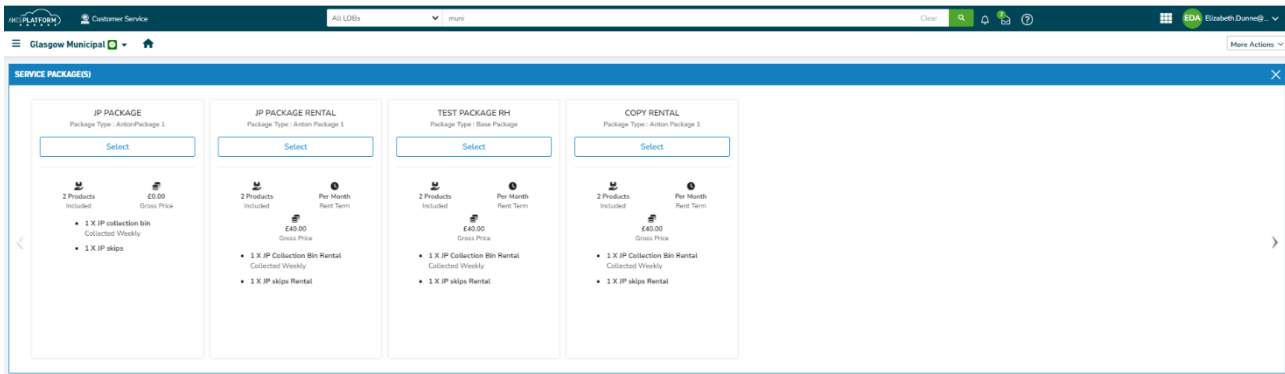 PLATFORM Customer Service All LOBs muni Clear EDA Elizabeth.Dunne@...
Glasgow Municipal More Actions
SERVICE PACKAGE(S)
JP PACKAGE
Package Type : AntonPackage 1
Select
2 Products £0.00
Included Gross Price
• 1 X JP collection bin
Collected Weekly
• 1 X JP skips
JP PACKAGE RENTAL
Package Type : Anton Package 1
Select
2 Products Per Month
Included Rent Term
£40.00
Gross Price
• 1 X JP Collection Bin Rental
Collected Weekly
• 1 X JP skips Rental
TEST PACKAGE RH
Package Type : Base Package
Select
2 Products Per Month
Included Rent Term
£40.00
Gross Price
• 1 X JP Collection Bin Rental
Collected Weekly
• 1 X JP skips Rental
COPY RENTAL
Package Type : Anton Package 1
Select
2 Products Per Month
Included Rent Term
£40.00
Gross Price
• 1 X JP Collection Bin Rental
Collected Weekly
• 1 X JP skips Rental